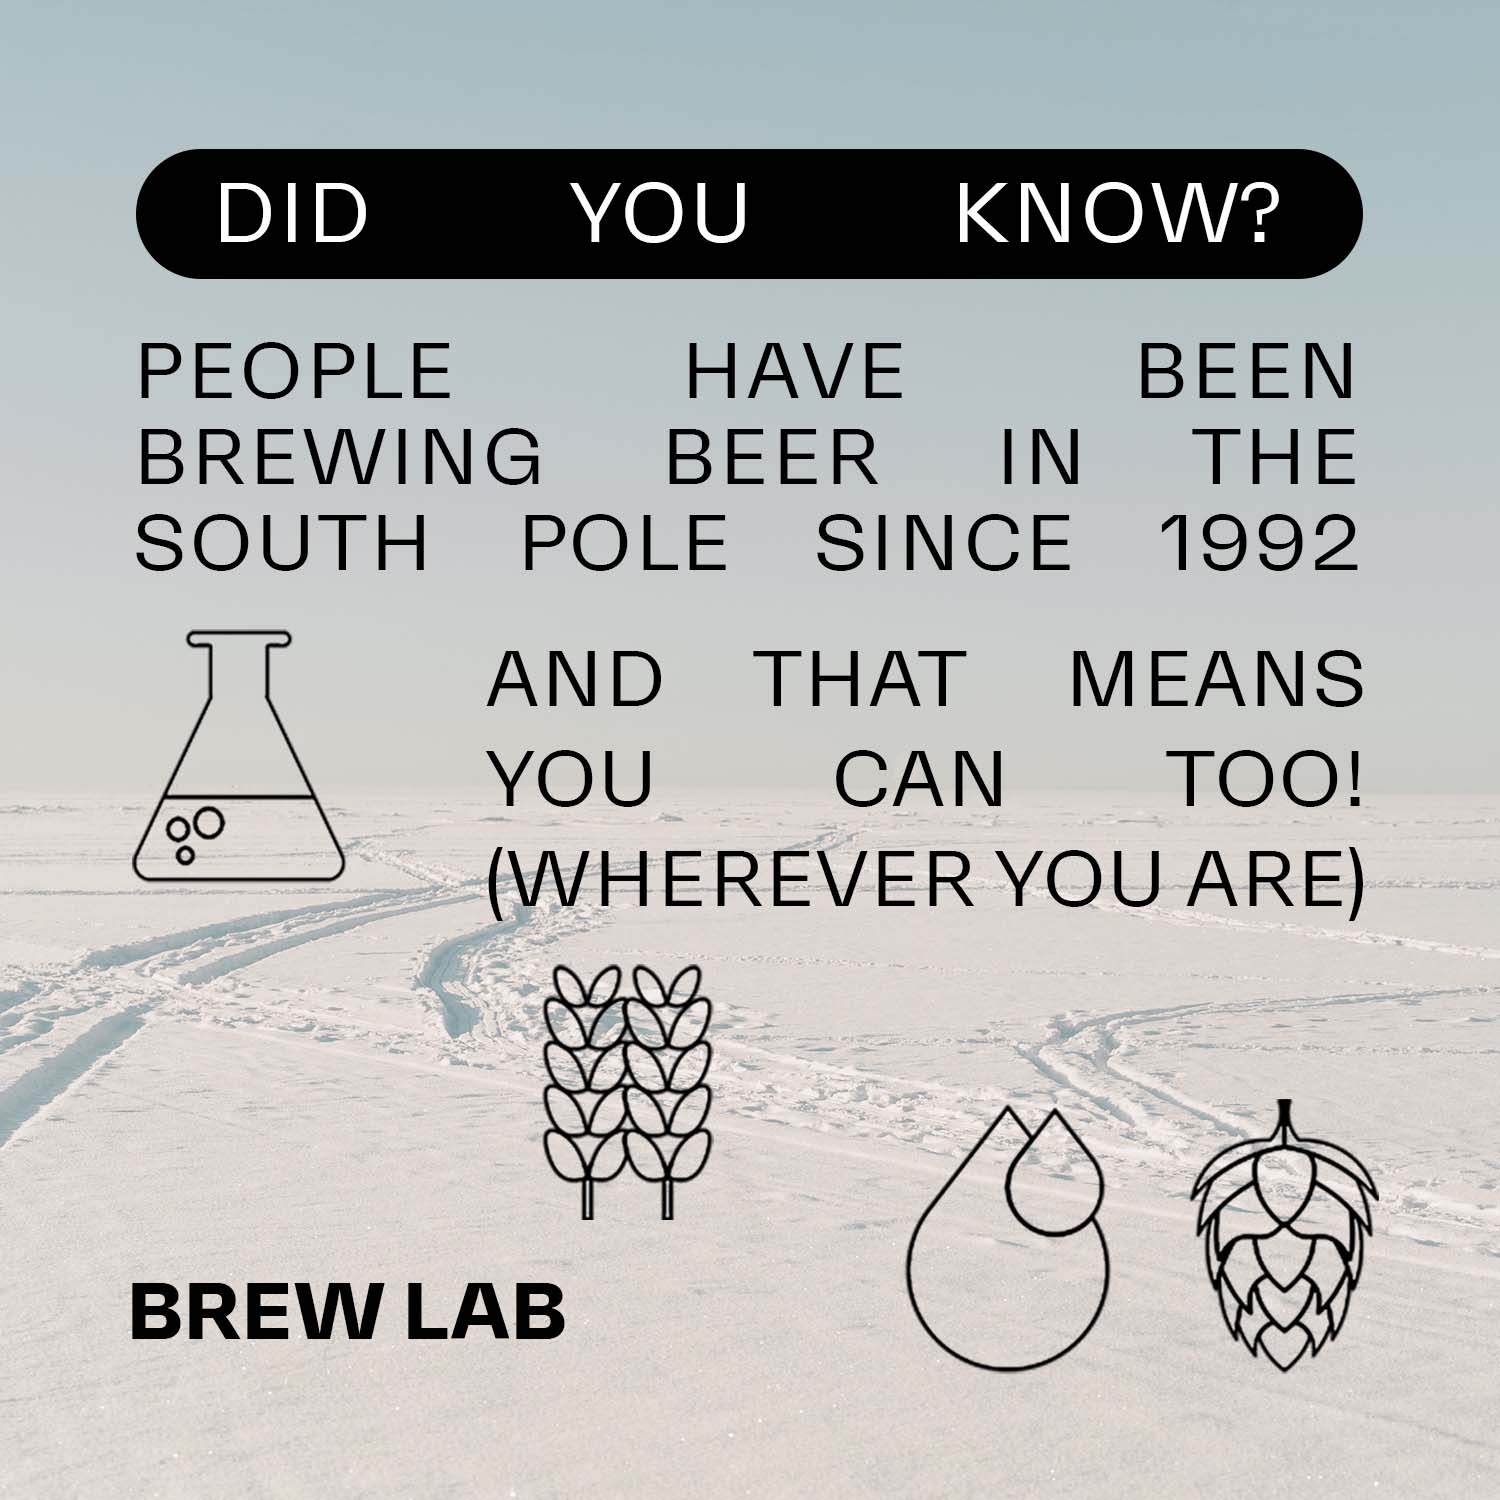 DID YOU KNOW?
PEOPLE HAVE BEEN
BREWING BEER IN THE
SOUTH POLE SINCE 1992
AND THAT MEANS
YOU CAN TOO!
(WHEREVER YOU ARE)
BREW LAB